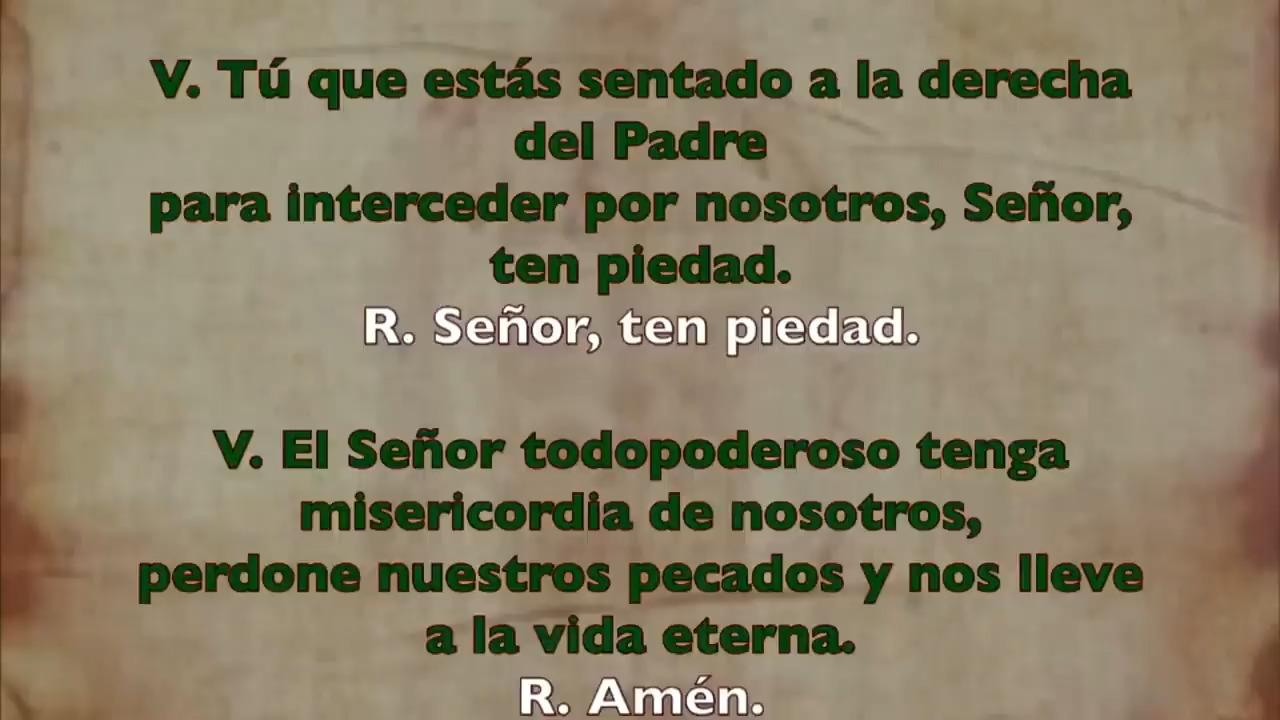 V. Tú que estás sentado a la derecha
del Padre
para interceder por nosotros, Señor,
ten piedad.
R. Señor, ten piedad.
V. El Señor todopoderoso tenga
misericordia de nosotros,
perdone nuestros pecados y nos lleve
a la vida eterna.
R. Amén.